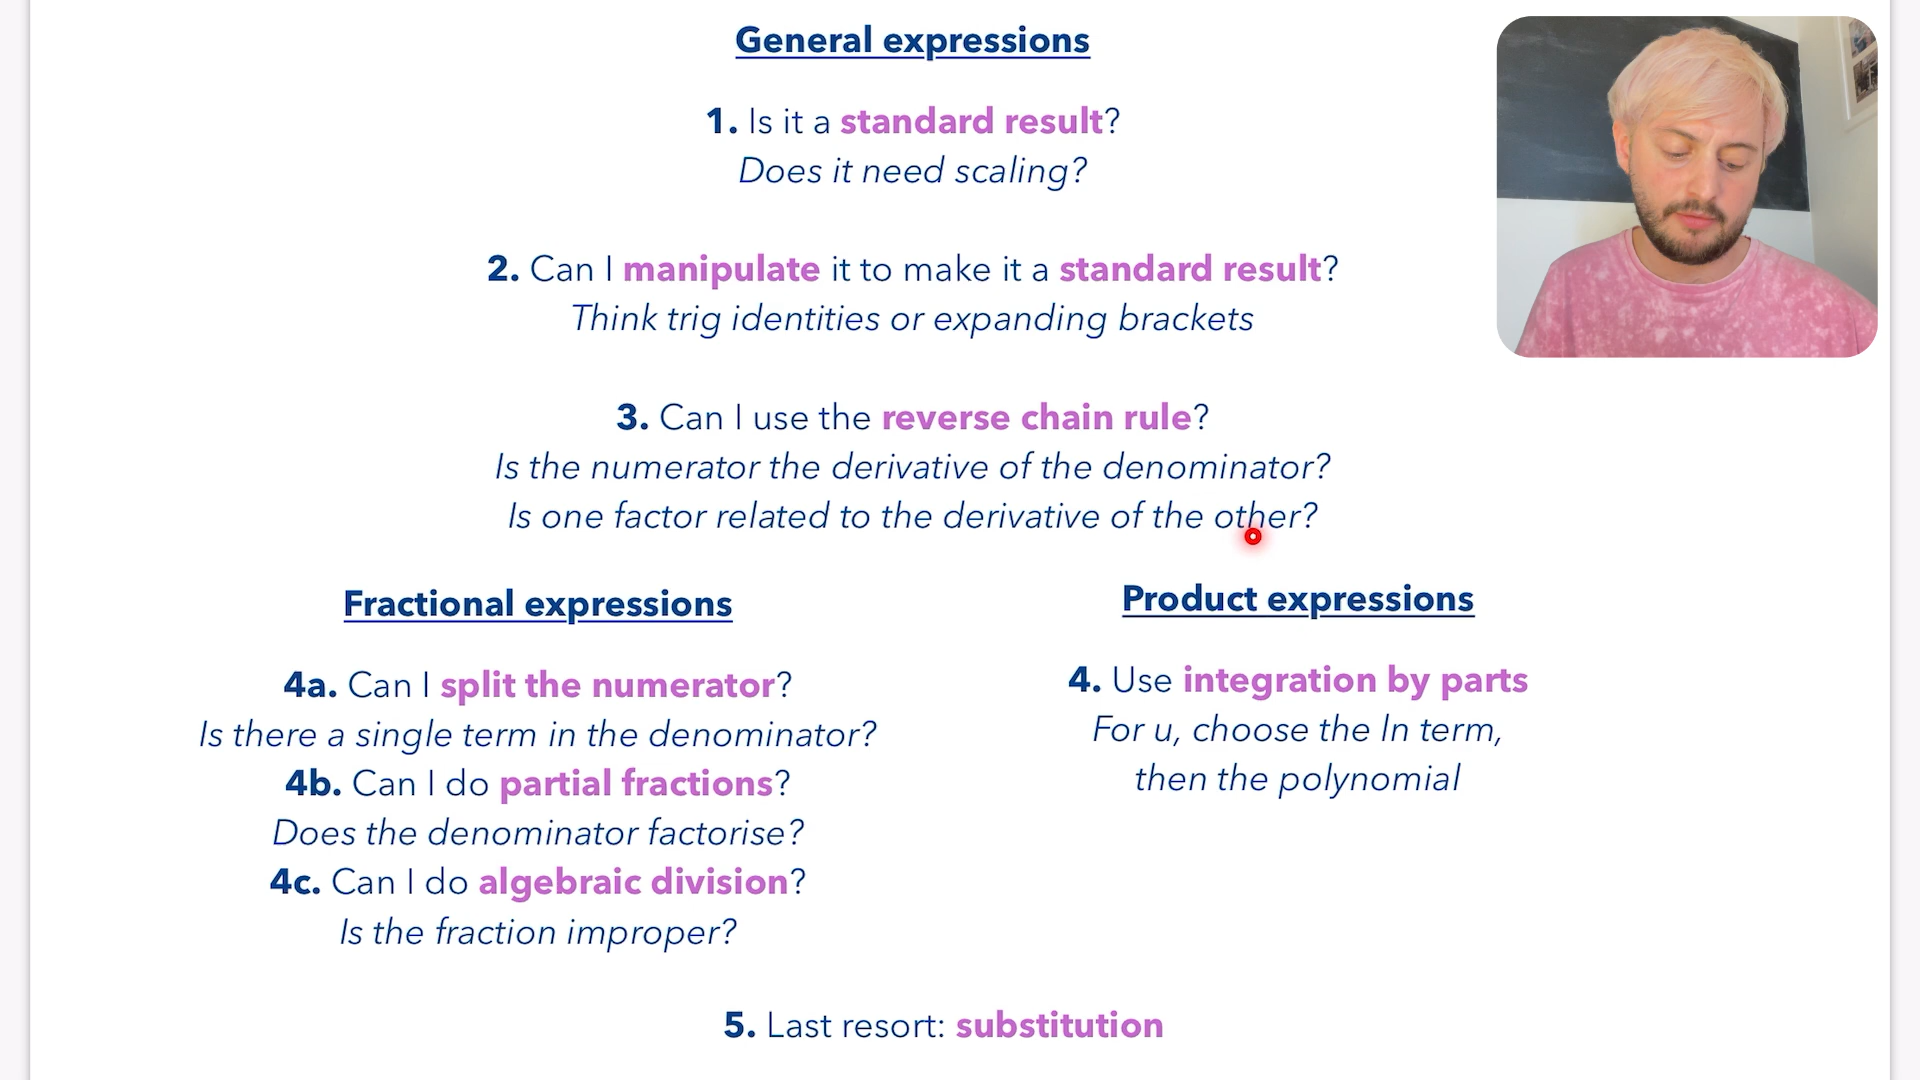 General expressions
1. Is it a standard result?
Does it need scaling?
2. Can I manipulate it to make it a standard result?
Think trig identities or expanding brackets
3. Can I use the reverse chain rule?
Is the numerator the derivative of the denominator?
Is one factor related to the derivative of the other?
Fractional expressions
4a. Can I split the numerator?
Is there a single term in the denominator?
4b. Can I do partial fractions?
Does the denominator factorise?
4c. Can I do algebraic division?
Is the fraction improper?
Product expressions
4. Use integration by parts
For u, choose the ln term,
then the polynomial
5. Last resort: substitution